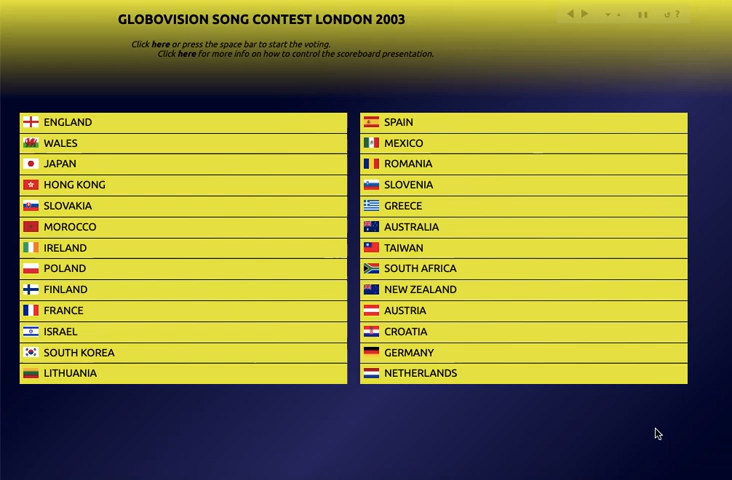 GLOBOVISION SONG CONTEST LONDON 2003
Click here or press the space bar to start the voting.
Click here for more info on how to control the scoreboard presentation.
ENGLAND
WALES
JAPAN
HONG KONG
SLOVAKIA
MOROCCO
IRELAND
POLAND
FINLAND
FRANCE
ISRAEL
SOUTH KOREA
LITHUANIA
SPAIN
MEXICO
ROMANIA
SLOVENIA
GREECE
AUSTRALIA
TAIWAN
SOUTH AFRICA
NEW ZEALAND
AUSTRIA
CROATIA
GERMANY
NETHERLANDS